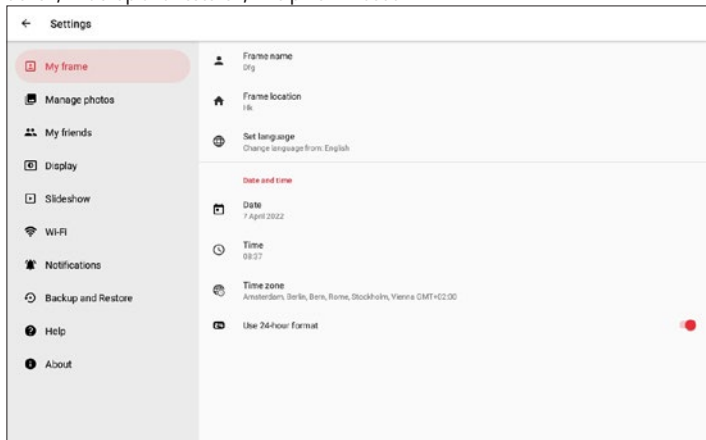 Settings
My frame
Manage photos
My friends
Display
Slideshow
Wi-Fi
Notifications
Backup and Restore
Help
About
Frame name
Dfg
Frame location
Set language
Change language from: English
Date and time
Date
7 April 2022
Time
08:37
Time zone
Amsterdam, Berlin, Bern, Rome, Stockholm, Vienna GMT+02:00
Use 24-hour format